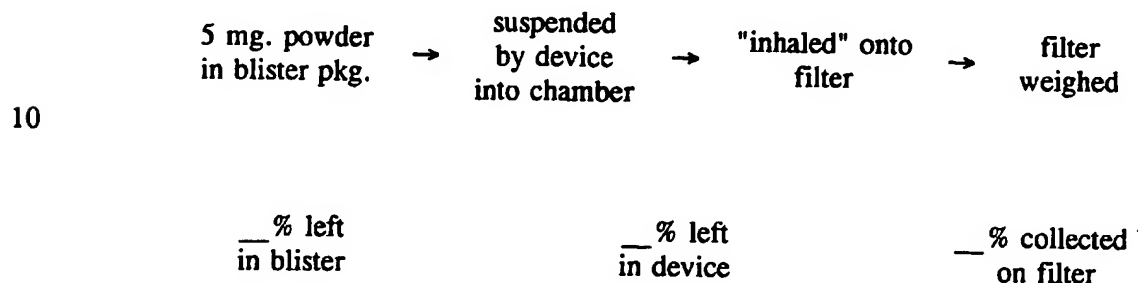 5 mg. powder
in blister pkg.
→
suspended
by device
into chamber
→
"inhaled" onto
filter
→
filter
weighed
10
__% left
in blister
__% left
in device
__% collected
on filter